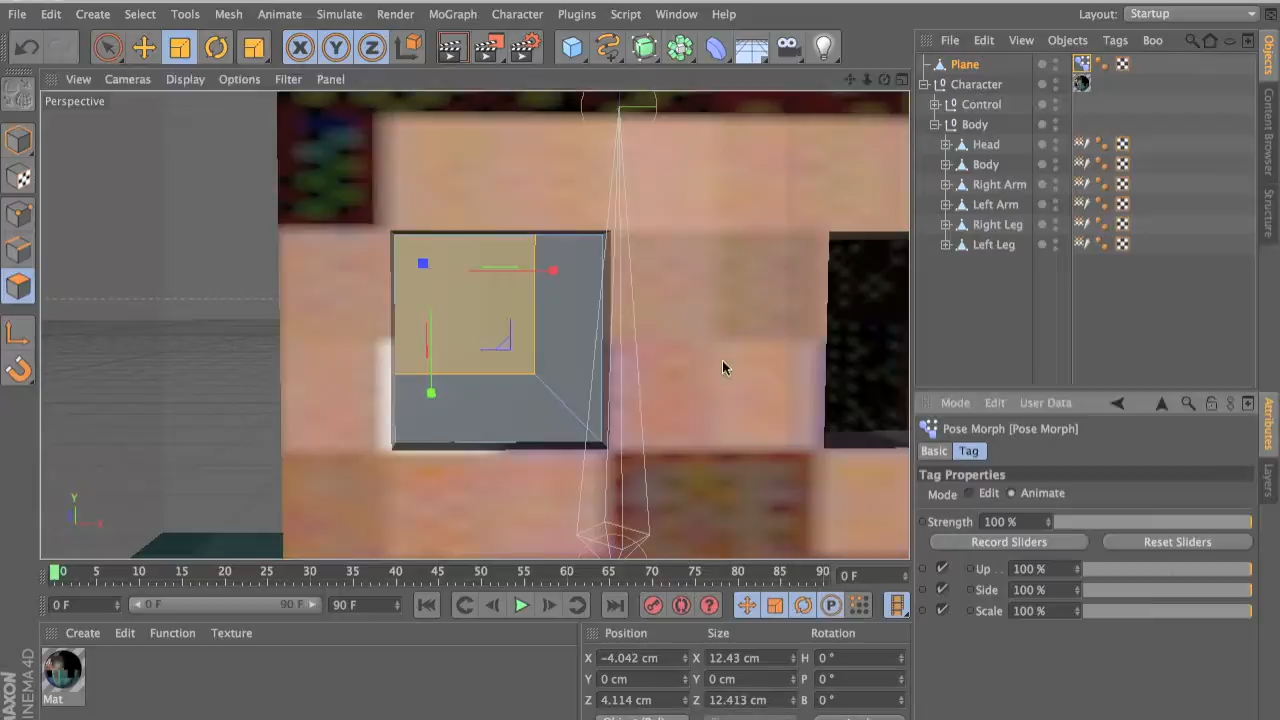 File Edit Create Select Tools Mesh Animate Simulate Render MoGraph Character Plugins Script Window Help
Layout: Startup
X Y Z
File Edit View Objects Tags Boo
View Cameras Display Options Filter Panel
Perspective
Plane
Character
Control
Body
Head
Body
Right Arm
Left Arm
Right Leg
Left Leg
Objects
Content Browser
Structure
Mode Edit User Data
Pose Morph [Pose Morph]
Basic Tag
Tag Properties
Mode Edit Animate
Strength 100 %
Record Sliders Reset Sliders
Up . . 100 %
Side 100 %
Scale 100 %
Attributes
Layers
Y
X
0 5 10 15 20 25 30 35 40 45 50 55 60 65 70 75 80 85 90 0 F
0 F 0 F 90 F 90 F
P
Create Edit Function Texture
Mat
MAXON
CINEMA 4D
Position Size Rotation
X -4.042 cm X 12.43 cm H 0 °
Y 0 cm Y 0 cm P 0 °
Z 4.114 cm Z 12.413 cm B 0 °